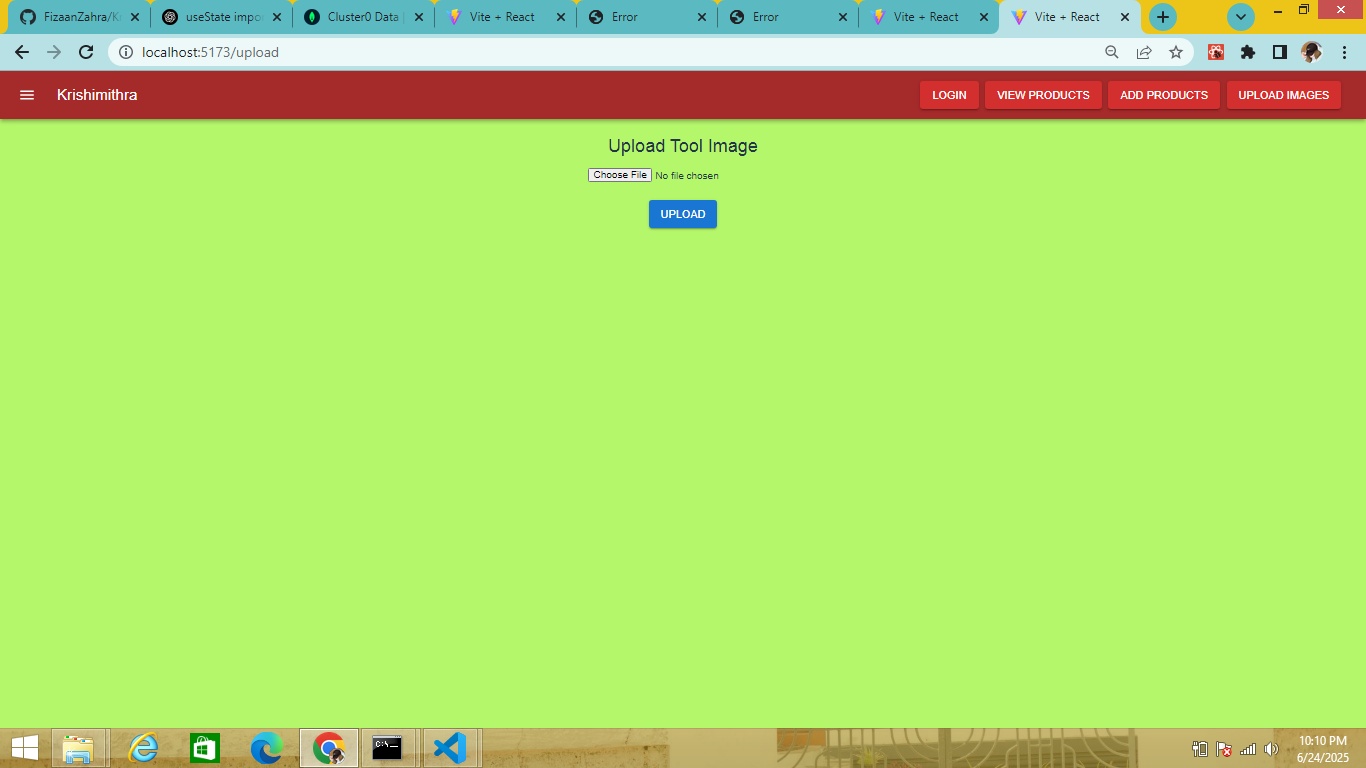 FizaanZahra/Kr
useState impor
Cluster0 Data |
Vite + React
Error
Error
Vite + React
Vite + React
localhost:5173/upload
Krishimithra
LOGIN
VIEW PRODUCTS
ADD PRODUCTS
UPLOAD IMAGES
Upload Tool Image
Choose File No file chosen
UPLOAD
C:\_
10:10 PM
6/24/2025